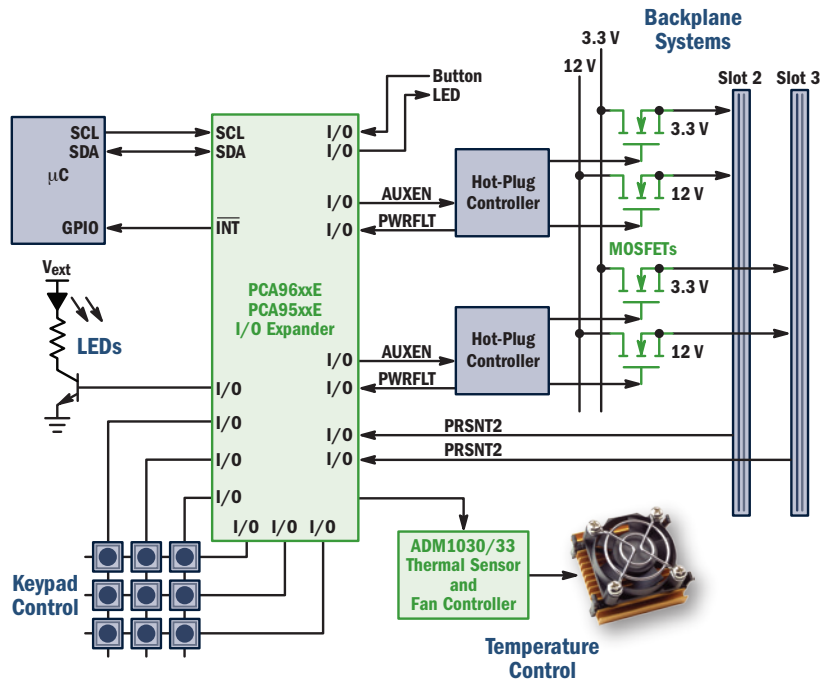 Backplane
Systems
3.3 V
12 V
Slot 2
Slot 3
Button
LED
SCL
SDA
µC
GPIO
SCL
SDA
INT
I/O
I/O
I/O
I/O
AUXEN
PWRFLT
Hot-Plug
Controller
3.3 V
12 V
MOSFETs
3.3 V
12 V
PCA96xxE
PCA95xxE
I/O Expander
Vext
LEDs
I/O
I/O
AUXEN
PWRFLT
Hot-Plug
Controller
I/O
I/O
I/O
I/O
I/O
I/O
PRSNT2
PRSNT2
I/O I/O I/O
Keypad
Control
ADM1030/33
Thermal Sensor
and
Fan Controller
Temperature
Control